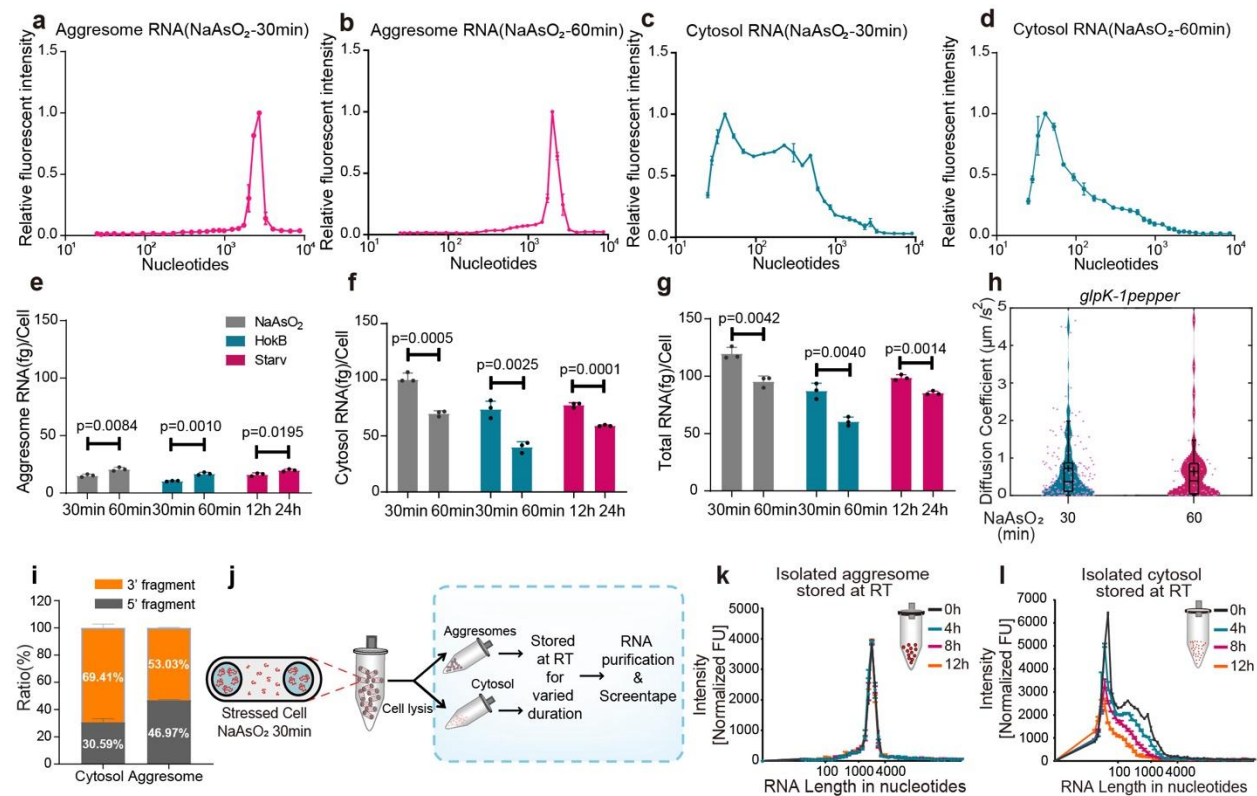 a
Aggresome RNA(NaAsO₂-30min)
Relative fluorescent intensity
1.0
0.5
0
10¹ 10² 10³ 10⁴
Nucleotides
b
Aggresome RNA(NaAsO₂-60min)
Relative fluorescent intensity
1.0
0.5
0.0
10¹ 10² 10³ 10⁴
Nucleotides
c
Cytosol RNA(NaAsO₂-30min)
Relative fluorescent intensity
1.0
0.5
0.0
10¹ 10² 10³ 10⁴
Nucleotides
d
Cytosol RNA(NaAsO₂-60min)
Relative fluorescent intensity
1.0
0.5
0.0
10¹ 10² 10³ 10⁴
Nucleotides
e
Aggresome RNA(fg)/Cell
150
100
50
0
NaAsO₂
HokB
Starv
p=0.0084
p=0.0010
p=0.0195
30min 60min 30min 60min 12h 24h
f
Cytosol RNA(fg)/Cell
150
100
50
0
p=0.0005
p=0.0025
p=0.0001
30min 60min 30min 60min 12h 24h
g
Total RNA(fg)/Cell
150
100
50
0
p=0.0042
p=0.0040
p=0.0014
30min 60min 30min 60min 12h 24h
h
glpK-1pepper
Diffusion Coefficient (μm /s²)
5
4
3
2
1
0
NaAsO₂
(min)
30
60
i
3' fragment
5' fragment
Ratio(%)
120
100
80
60
40
20
0
69.41%
30.59%
53.03%
46.97%
Cytosol Aggresome
j
Stressed Cell
NaAsO₂ 30min
Cell lysis
Aggresomes
Cytosol
Stored
at RT
for
varied
duration
RNA
purification
&
Screentape
k
Isolated aggresome
stored at RT
Intensity
[Normalized FU]
5000
4000
3000
2000
1000
0
0h
4h
8h
12h
100 1000 4000
RNA Length in nucleotides
l
Isolated cytosol
stored at RT
Intensity
[Normalized FU]
7000
6000
5000
4000
3000
2000
1000
0
0h
4h
8h
12h
100 1000 4000
RNA Length in nucleotides